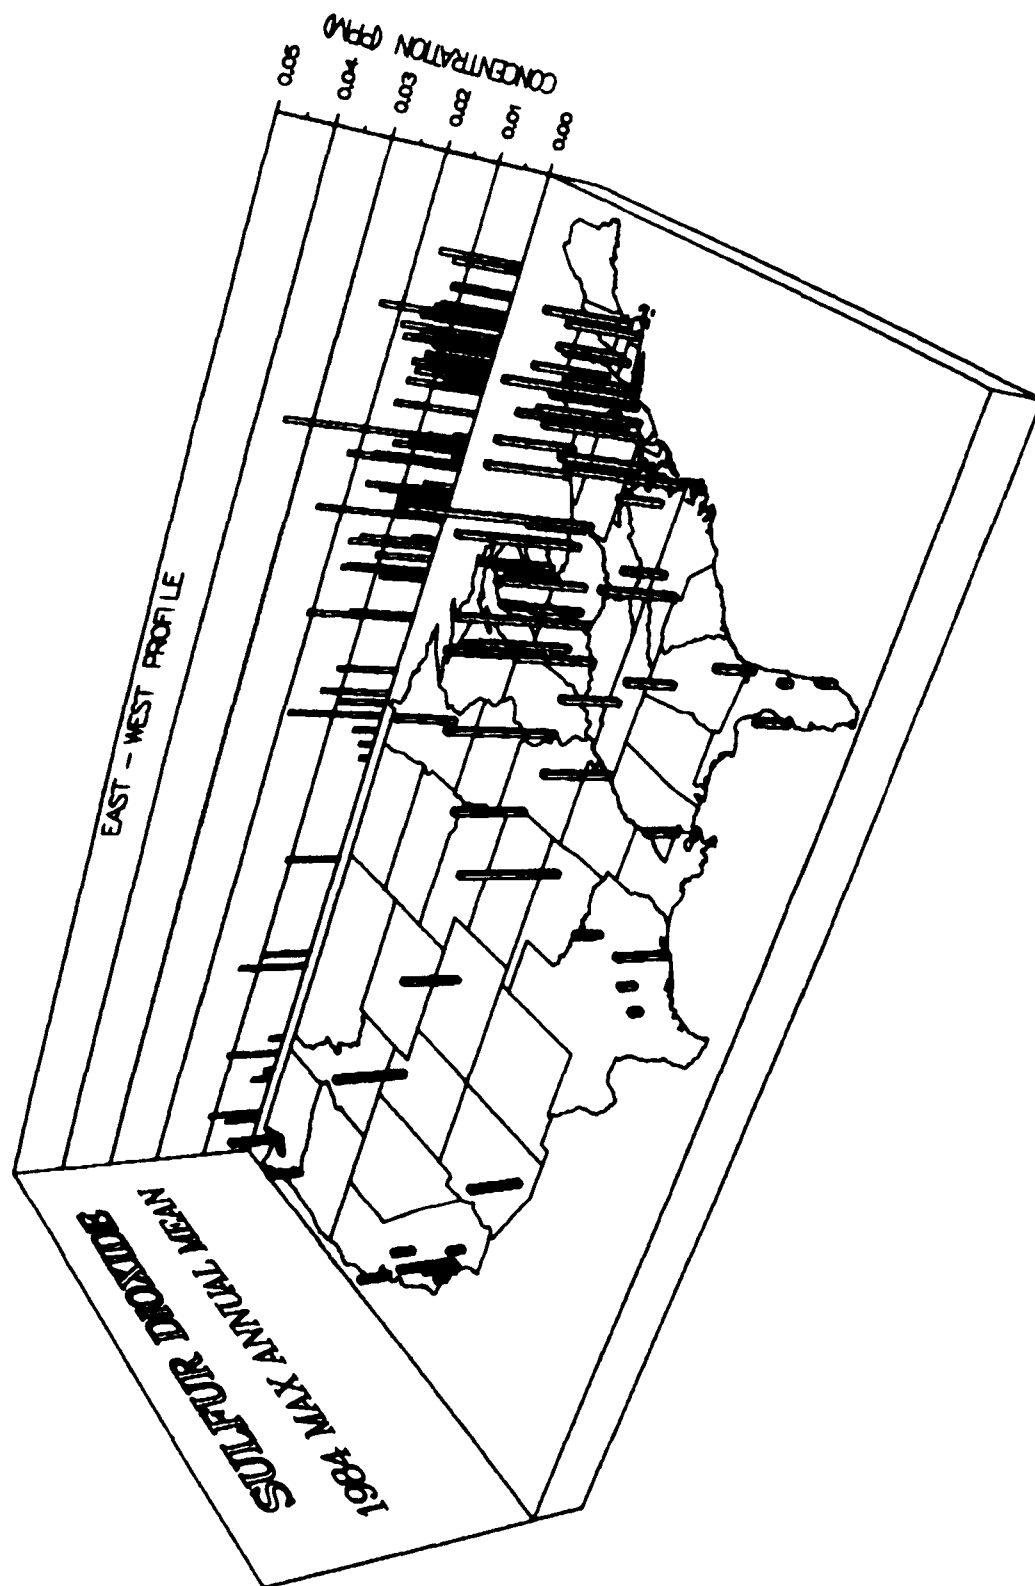 SULFUR DIOXIDE
1984 MAX ANNUAL MEAN
EAST - WEST PROFILE
CONCENTRATION (PPM)
0.05
0.04
0.03
0.02
0.01
0.00